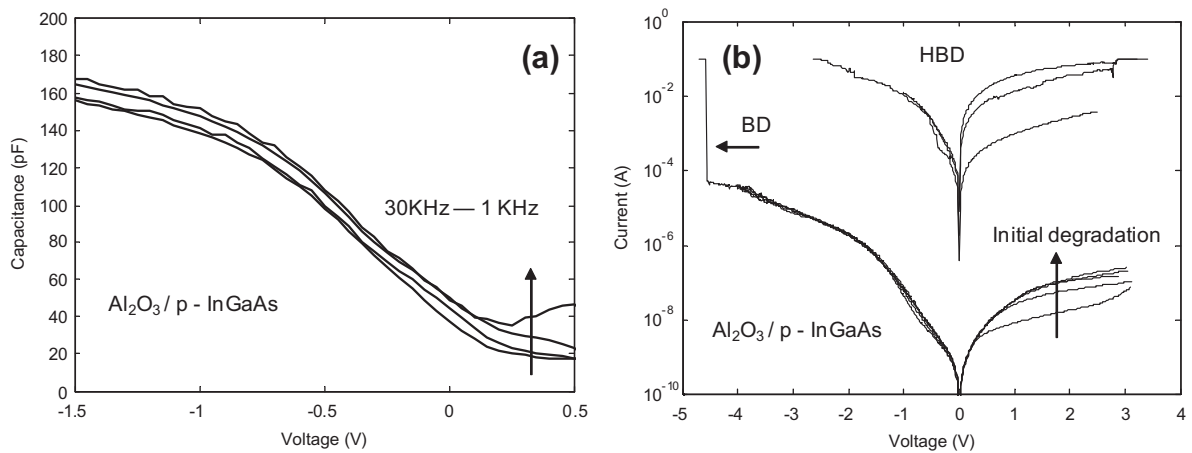 200
180
160
140
120
100
80
60
40
20
0
Capacitance (pF)
(a)
30KHz — 1 KHz
Al₂O₃ / p - InGaAs
-1.5
-1
-0.5
0
0.5
Voltage (V)
10⁰
10⁻²
10⁻⁴
10⁻⁶
10⁻⁸
10⁻¹⁰
Current (A)
(b)
HBD
BD
Initial degradation
Al₂O₃ / p - InGaAs
-5
-4
-3
-2
-1
0
1
2
3
4
Voltage (V)